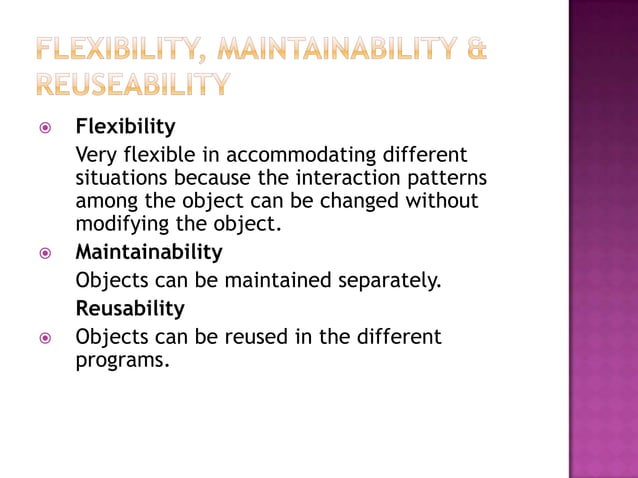 FLEXIBILITY, MAINTAINABILITY &
REUSEABILITY
Flexibility
Very flexible in accommodating different
situations because the interaction patterns
among the object can be changed without
modifying the object.
Maintainability
Objects can be maintained separately.
Reusability
Objects can be reused in the different
programs.